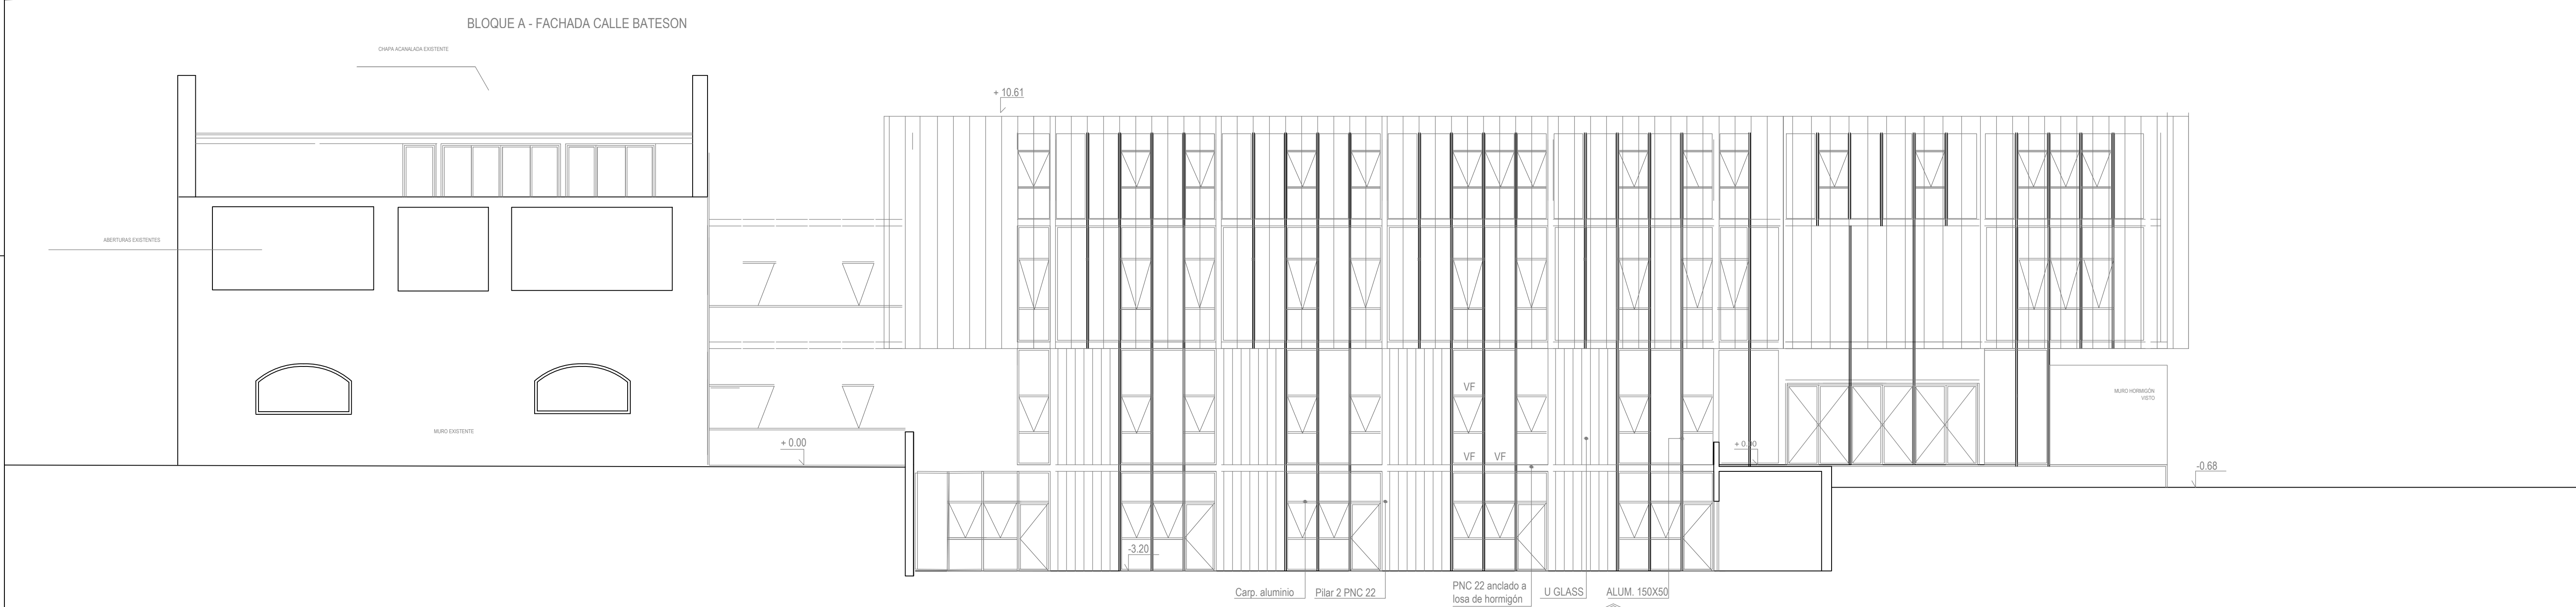 BLOQUE A - FACHADA CALLE BATESON
CHAPA ACANALADA EXISTENTE
+ 10.61
ABERTURAS EXISTENTES
VF
MURO HORMIGÓN
VISTO
MURO EXISTENTE
+ 0.00
+ 0.00
VF
VF
-0.68
-3.20
Carp. aluminio
Pilar 2 PNC 22
PNC 22 anclado a
losa de hormigón
U GLASS
ALUM. 150X50